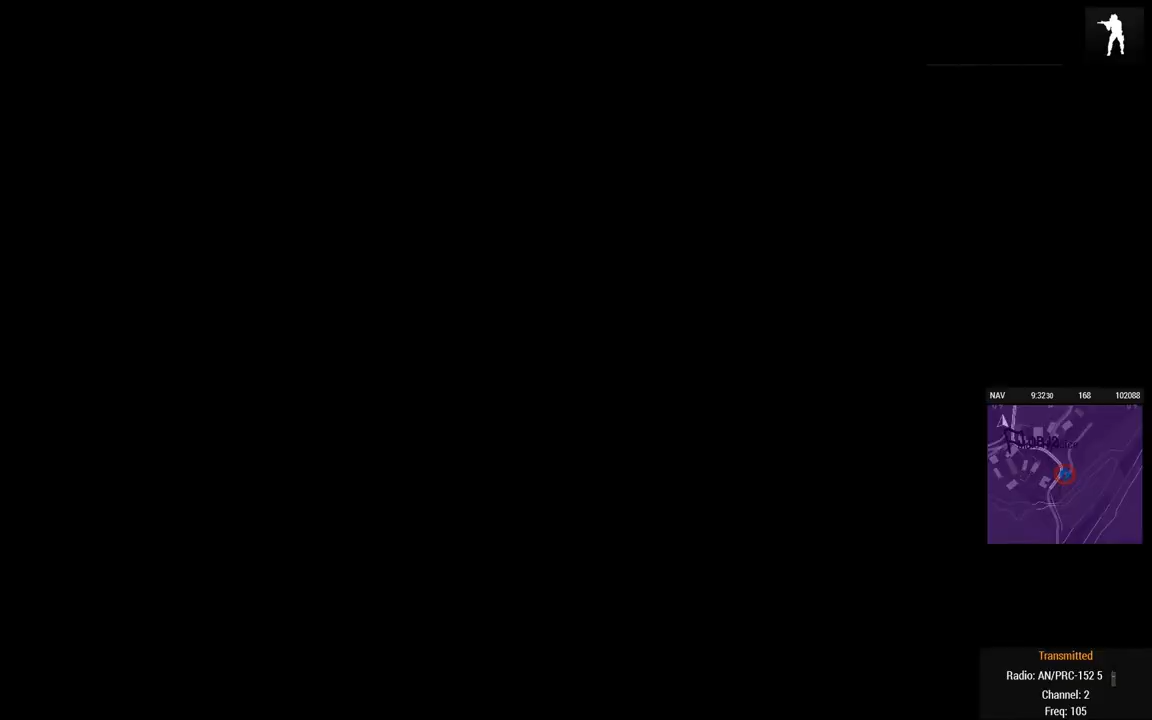 NAV 9:32:30 168 102088
Transmitted
Radio: AN/PRC-152 5
Channel: 2
Freq: 105